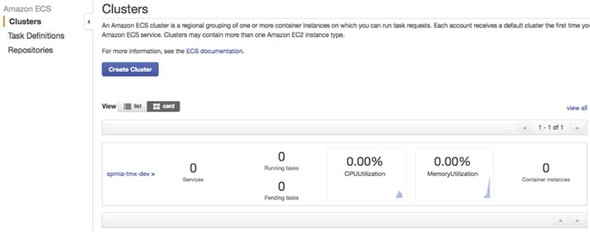 Amazon ECS
Clusters
Task Definitions
Repositories
Clusters
An Amazon ECS cluster is a regional grouping of one or more container instances on which you can run task requests. Each account receives a default cluster the first time you
Amazon ECS service. Clusters may contain more than one Amazon EC2 instance type.
For more information, see the ECS documentation.
Create Cluster
View list card
view all
« 1 - 1 of 1 »
spmia-tmx-dev >
0
Services
0
Running tasks
0
Pending tasks
0.00%
CPUUtilization
0.00%
MemoryUtilization
0
Container instances
« »